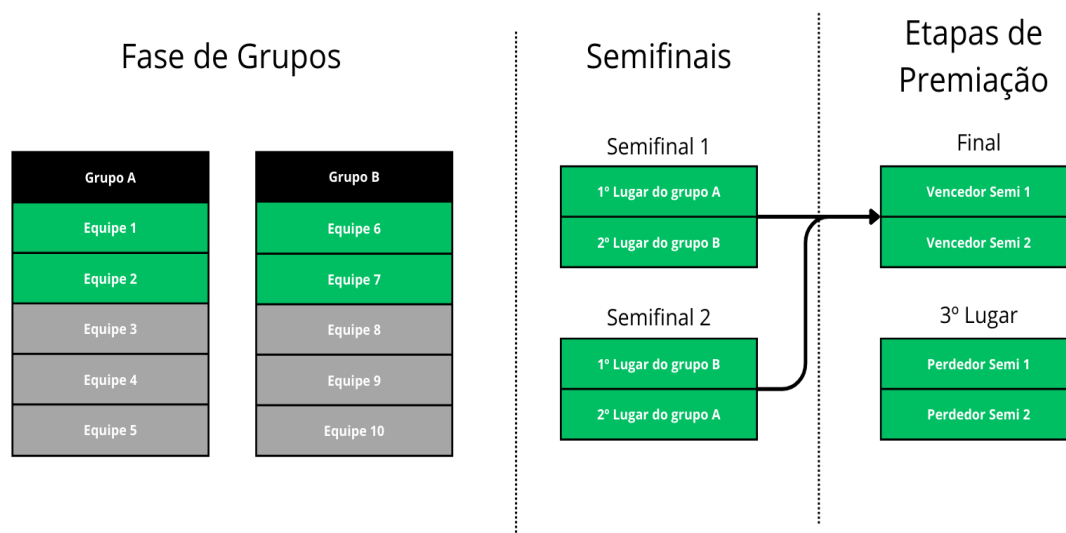 Fase de Grupos
Grupo A
Equipe 1
Equipe 2
Equipe 3
Equipe 4
Equipe 5
Grupo B
Equipe 6
Equipe 7
Equipe 8
Equipe 9
Equipe 10
Semifinais
Semifinal 1
1º Lugar do grupo A
2º Lugar do grupo B
Semifinal 2
1º Lugar do grupo B
2º Lugar do grupo A
Etapas de
Premiação
Final
Vencedor Semi 1
Vencedor Semi 2
3º Lugar
Perdedor Semi 1
Perdedor Semi 2